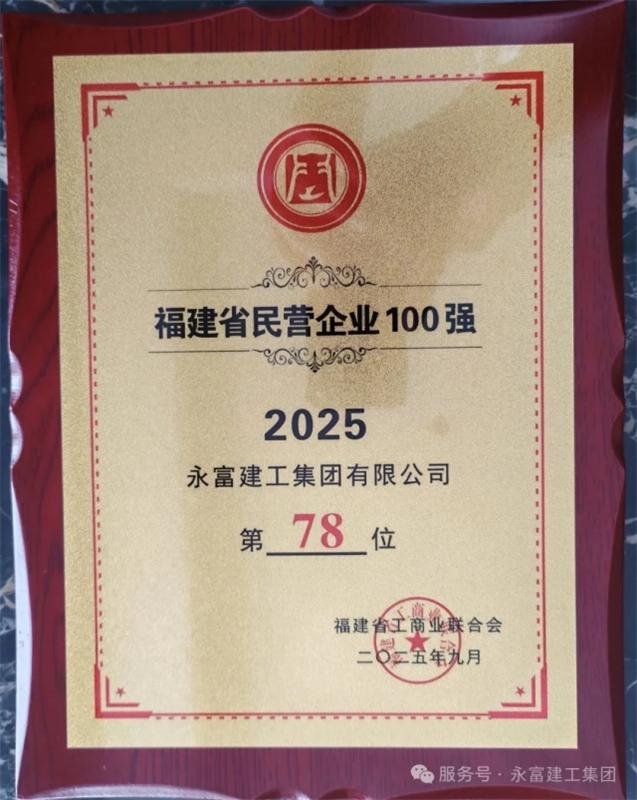 福建省民营企业100强
2025
永富建工集团有限公司
第 78 位
福建省工商业联合会
二〇二五年九月
服务号·永富建工集团